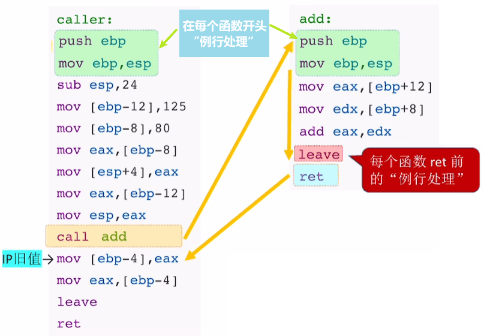 caller:
push ebp
mov ebp,esp
sub esp,24
mov [ebp-12],125
mov [ebp-8],80
mov eax,[ebp-8]
mov [esp+4],eax
mov eax,[ebp-12]
mov esp,eax
call add
IP旧值→mov [ebp-4],eax
mov eax,[ebp-4]
leave
ret
在每个函数开头
“例行处理”
add:
push ebp
mov ebp,esp
mov eax,[ebp+12]
mov edx,[ebp+8]
add eax,edx
leave
ret
每个函数 ret 前
的“例行处理”